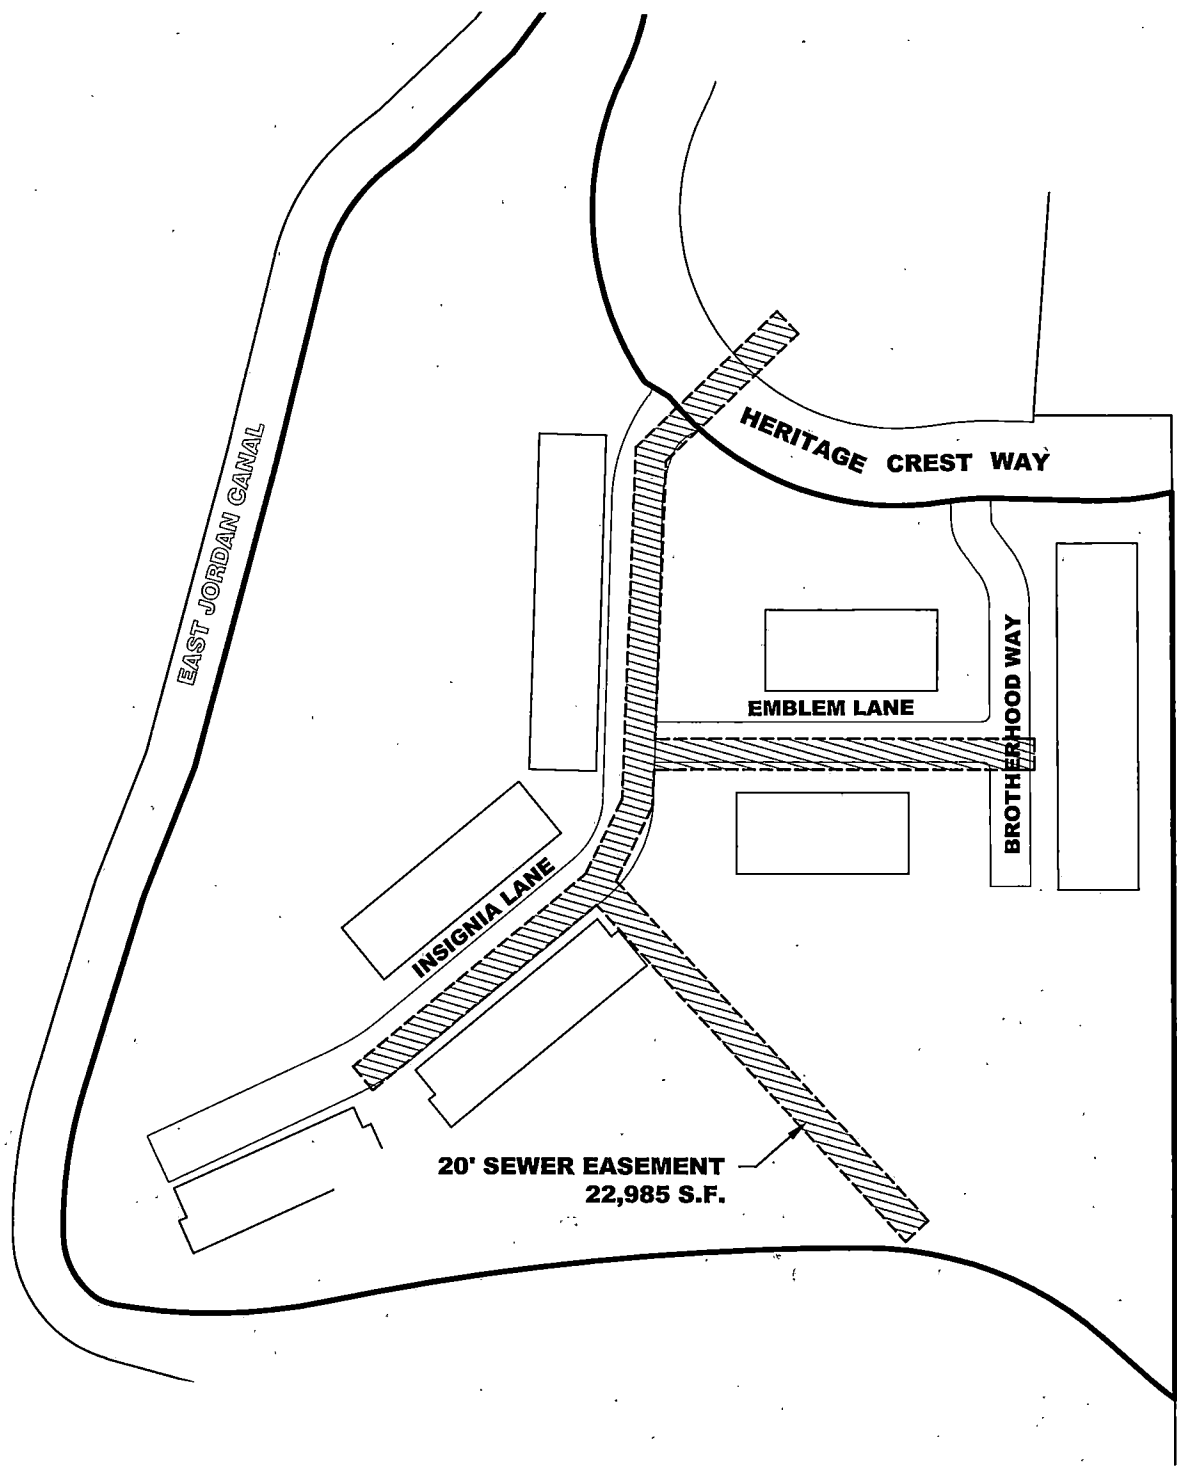 HERITAGE CREST WAY
EAST JORDAN CANAL
BROTHERHOOD WAY
EMBLEM LANE
INSIGNIA LANE
20' SEWER EASEMENT
22,985 S.F.